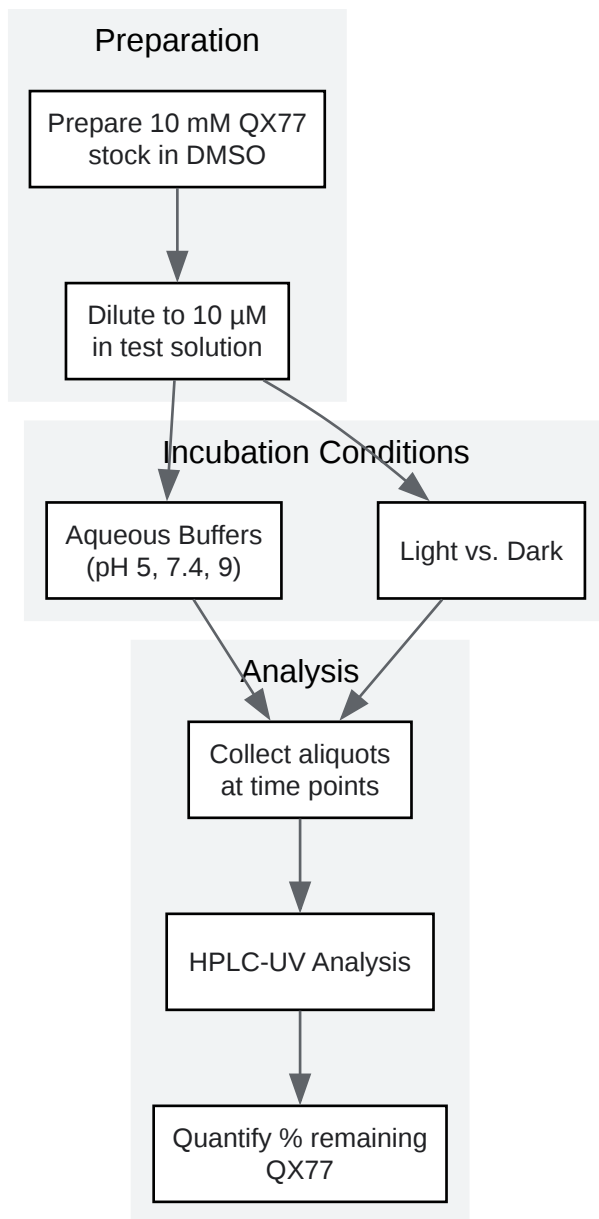 Preparation
Prepare 10 mM QX77
stock in DMSO
Dilute to 10 µM
in test solution
Incubation Conditions
Aqueous Buffers
(pH 5, 7.4, 9)
Light vs. Dark
Analysis
Collect aliquots
at time points
HPLC-UV Analysis
Quantify % remaining
QX77